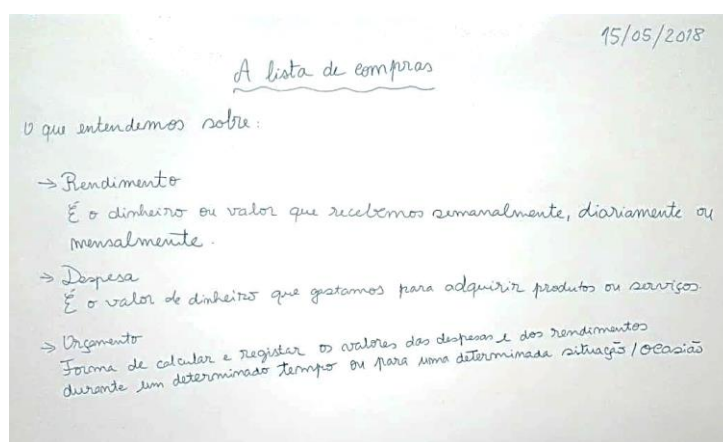 15/05/2018
A lista de compras
O que entendemos sobre:
→ Rendimento
É o dinheiro ou valor que recebemos semanalmente, diariamente ou
mensalmente.
→ Despesa
É o valor de dinheiro que gastamos para adquirir produtos ou serviços.
→ Orçamento
Forma de calcular e registar os valores das despesas e dos rendimentos
durante um determinado tempo ou para uma determinada situação / ocasião